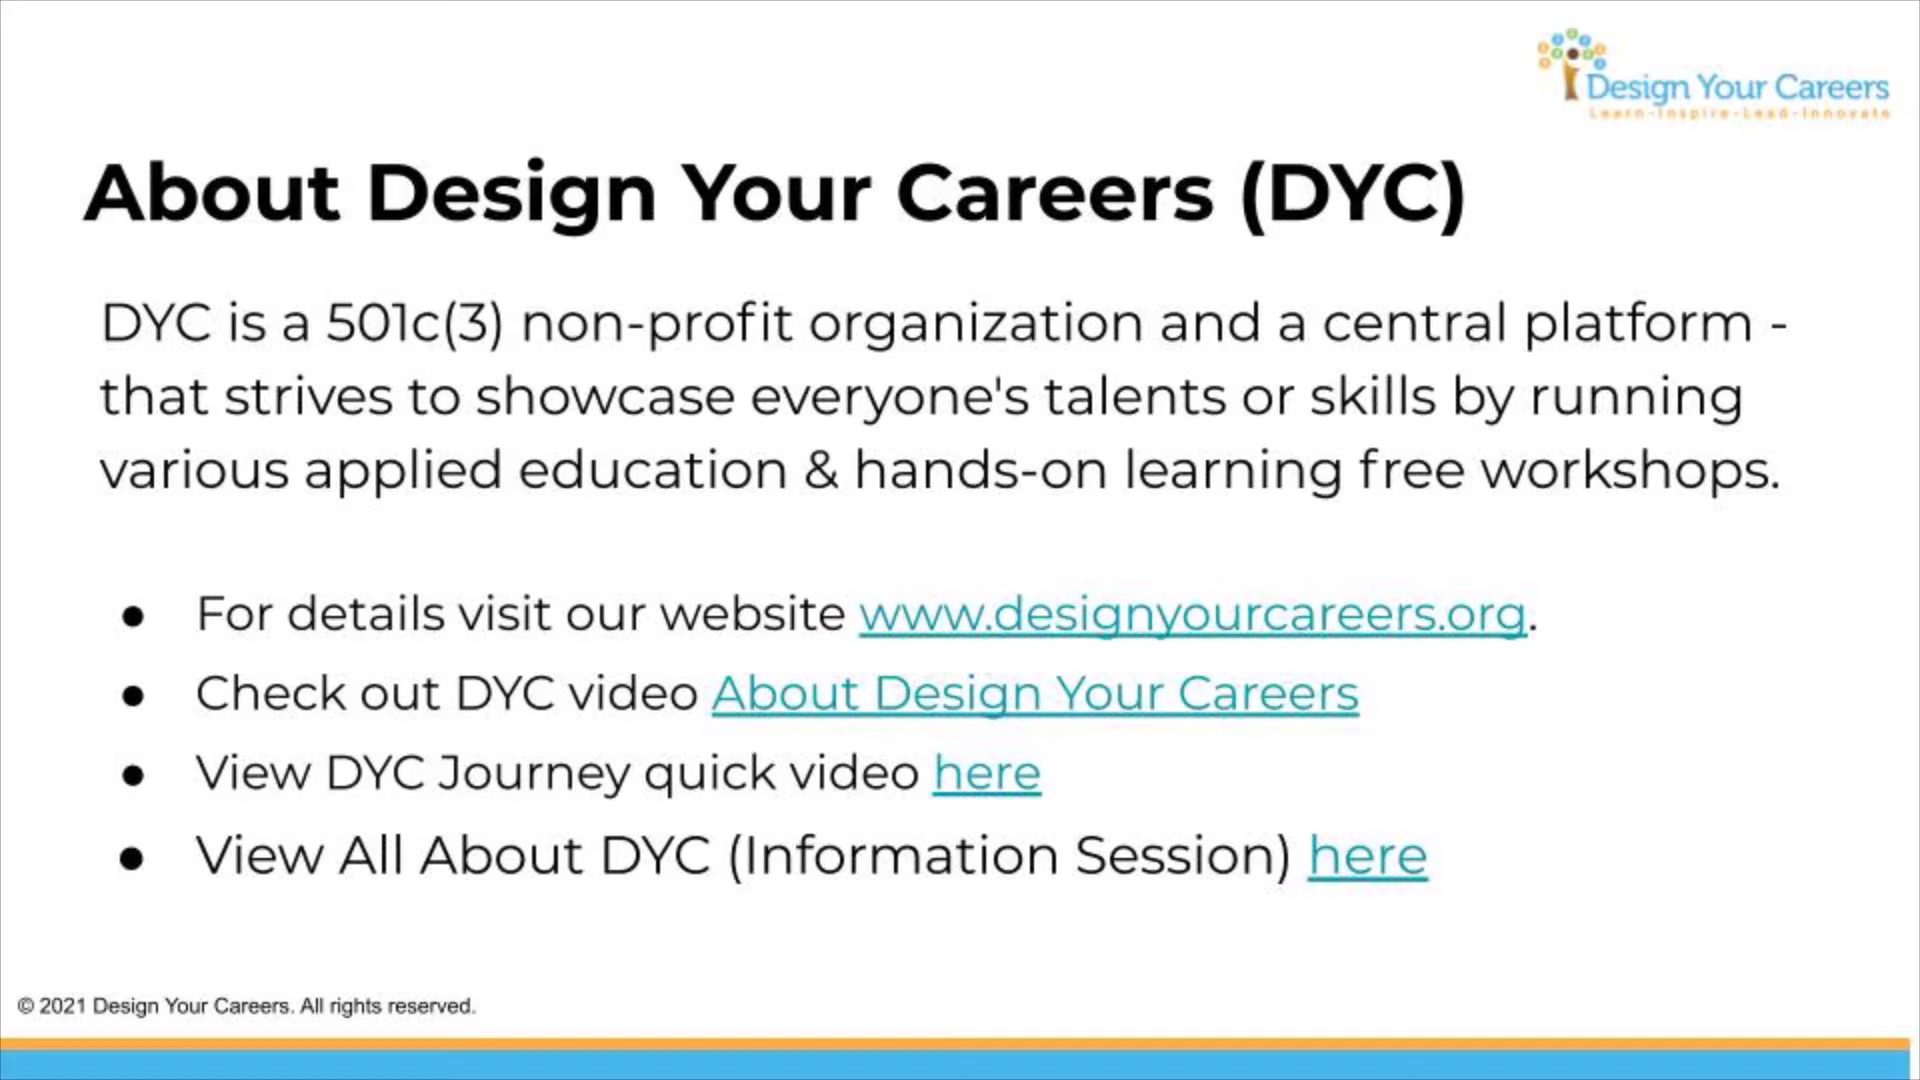 Design Your Careers
Learn-Inspire-Lead-Innovate
About Design Your Careers (DYC)
DYC is a 501c(3) non-profit organization and a central platform -
that strives to showcase everyone's talents or skills by running
various applied education & hands-on learning free workshops.
● For details visit our website www.designyourcareers.org.
● Check out DYC video About Design Your Careers
● View DYC Journey quick video here
● View All About DYC (Information Session) here
© 2021 Design Your Careers. All rights reserved.